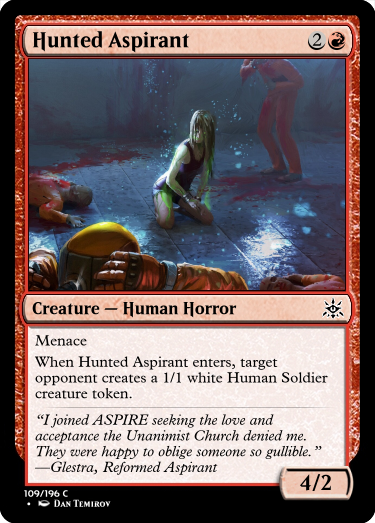 Hunted Aspirant 2
Creature — Human Horror
Menace
When Hunted Aspirant enters, target
opponent creates a 1/1 white Human Soldier
creature token.
“I joined ASPIRE seeking the love and
acceptance the Unanimist Church denied me.
They were happy to oblige someone so gullible.”
—Glestra, Reformed Aspirant
4/2
109/196 C
• Dan Temirov